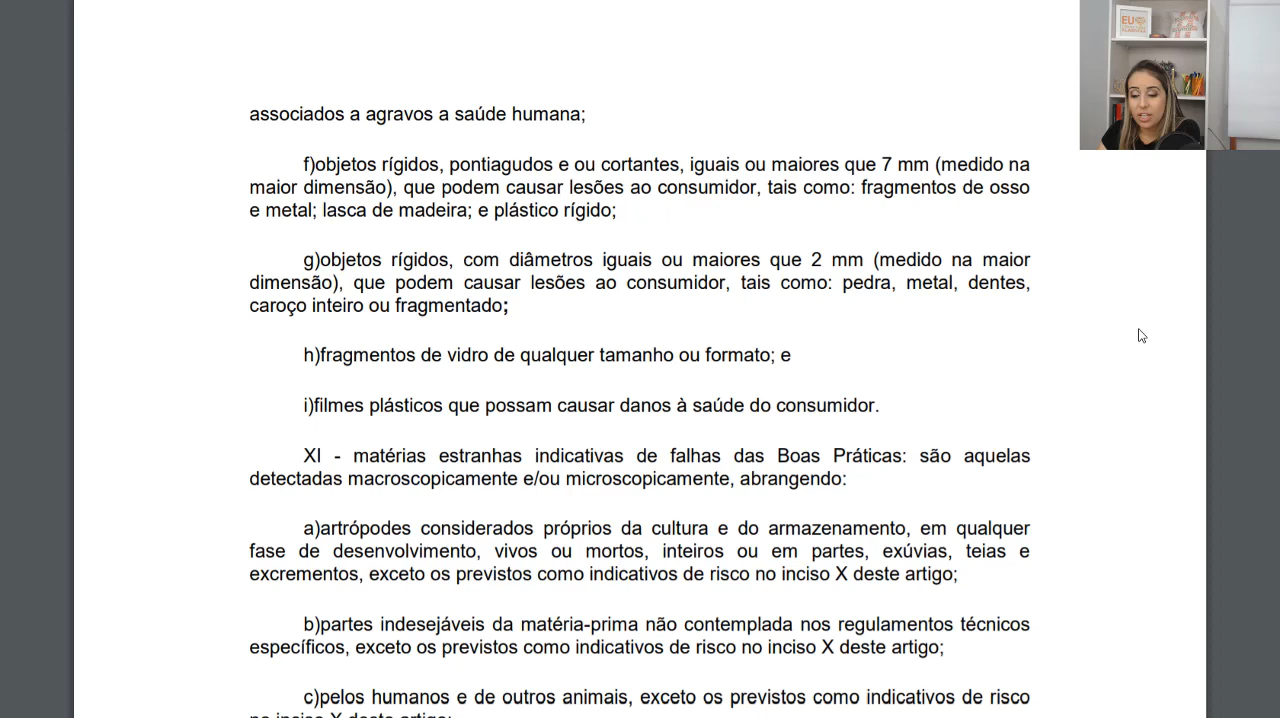 EU
associados a agravos a saúde humana;
f)objetos rígidos, pontiagudos e ou cortantes, iguais ou maiores que 7 mm (medido na
maior dimensão), que podem causar lesões ao consumidor, tais como: fragmentos de osso
e metal; lasca de madeira; e plástico rígido;
g)objetos rígidos, com diâmetros iguais ou maiores que 2 mm (medido na maior
dimensão), que podem causar lesões ao consumidor, tais como: pedra, metal, dentes,
caroço inteiro ou fragmentado;
h)fragmentos de vidro de qualquer tamanho ou formato; e
i)filmes plásticos que possam causar danos à saúde do consumidor.
XI - matérias estranhas indicativas de falhas das Boas Práticas: são aquelas
detectadas macroscopicamente e/ou microscopicamente, abrangendo:
a)artrópodes considerados próprios da cultura e do armazenamento, em qualquer
fase de desenvolvimento, vivos ou mortos, inteiros ou em partes, exúvias, teias e
excrementos, exceto os previstos como indicativos de risco no inciso X deste artigo;
b)partes indesejáveis da matéria-prima não contemplada nos regulamentos técnicos
específicos, exceto os previstos como indicativos de risco no inciso X deste artigo;
c)pelos humanos e de outros animais, exceto os previstos como indicativos de risco
no inciso X deste artigo;